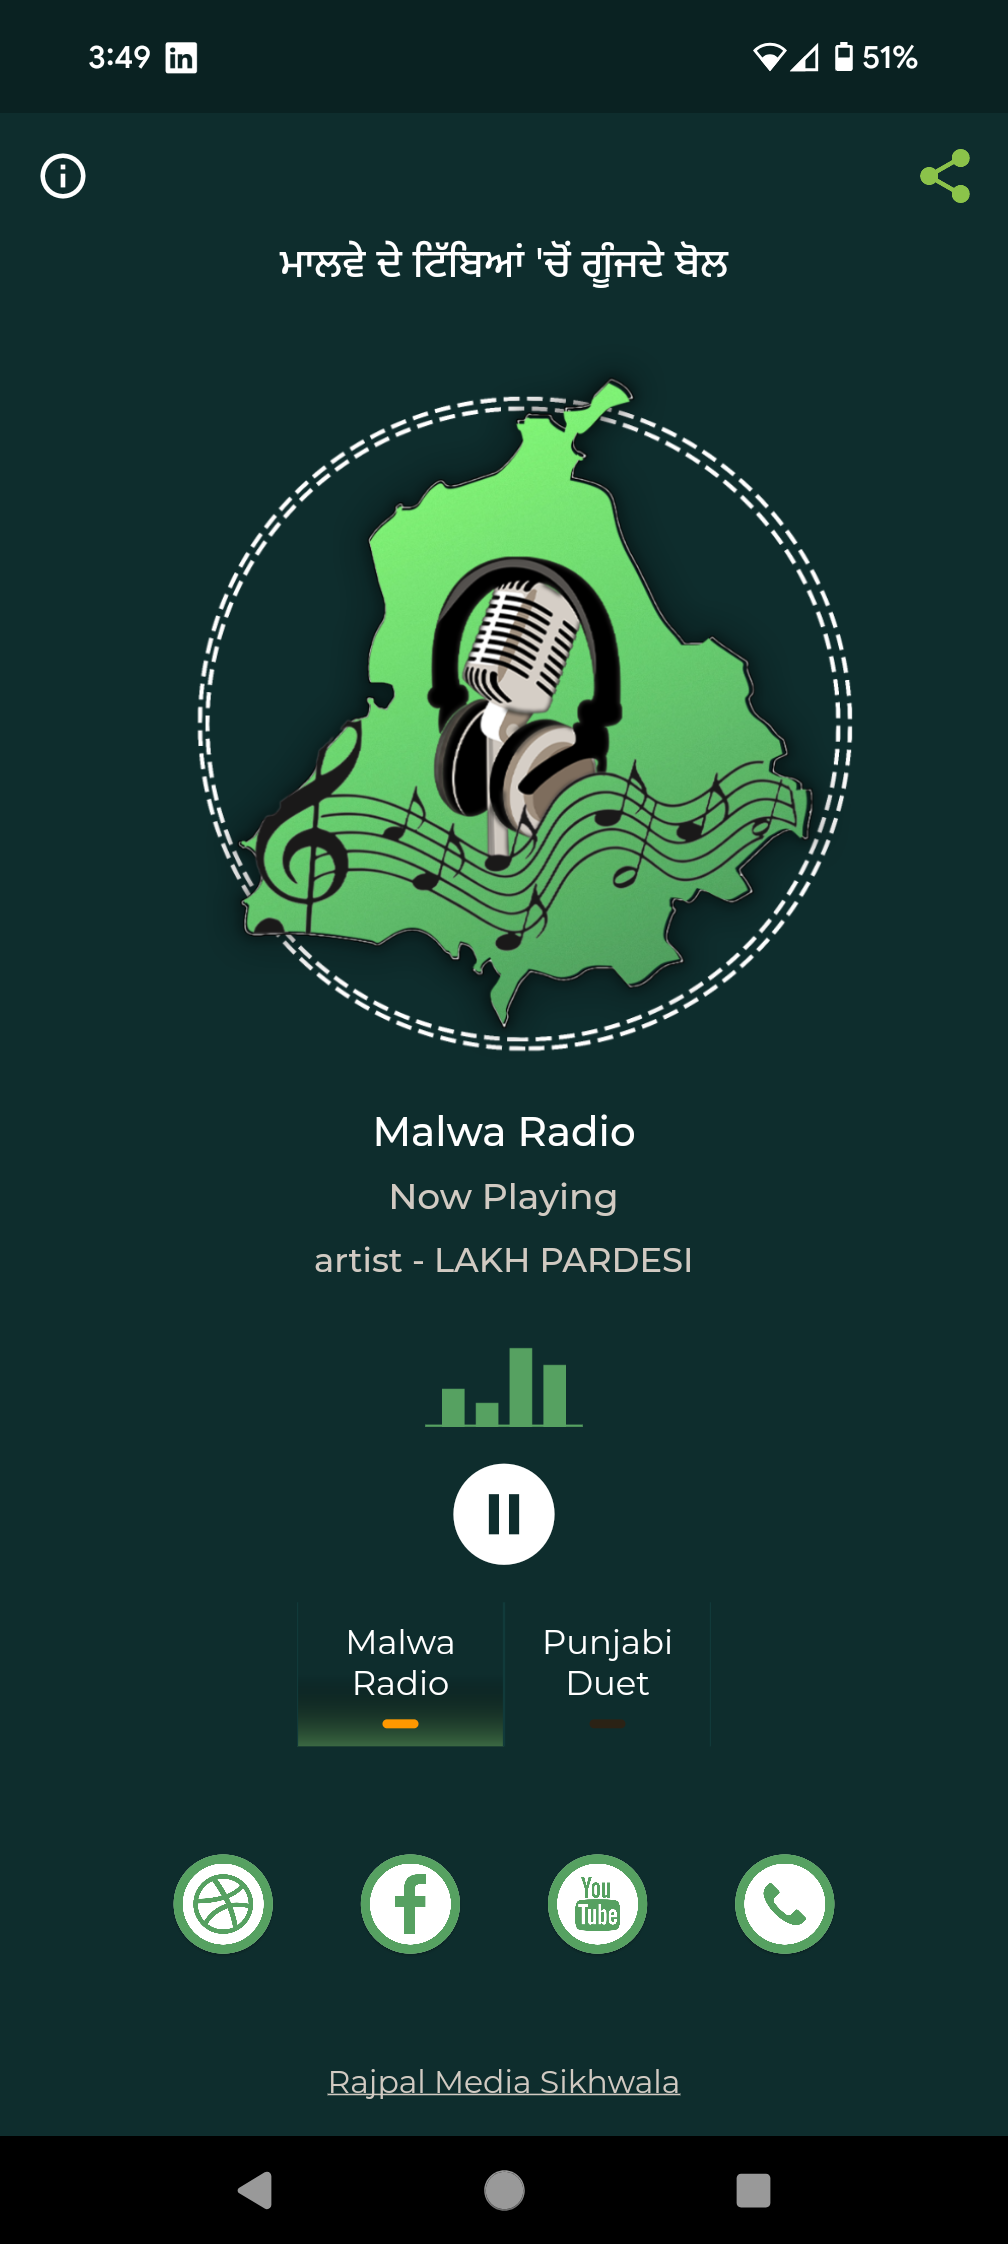 3:49
51%
ਮਾਲਵੇ ਦੇ ਟਿੱਬਿਆਂ 'ਚੋਂ ਗੂੰਜਦੇ ਬੋਲ
Malwa Radio
Now Playing
artist - LAKH PARDESI
Malwa
Radio
Punjabi
Duet
You
Tube
Rajpal Media Sikhwala